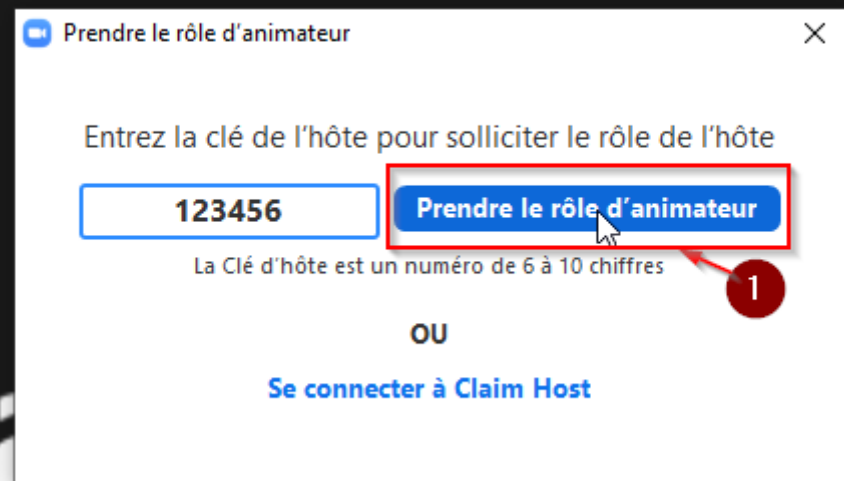 Prendre le rôle d'animateur
Entrez la clé de l'hôte pour solliciter le rôle de l'hôte
123456 Prendre le rôle d'animateur
La Clé d'hôte est un numéro de 6 à 10 chiffres
1
OU
Se connecter à Claim Host